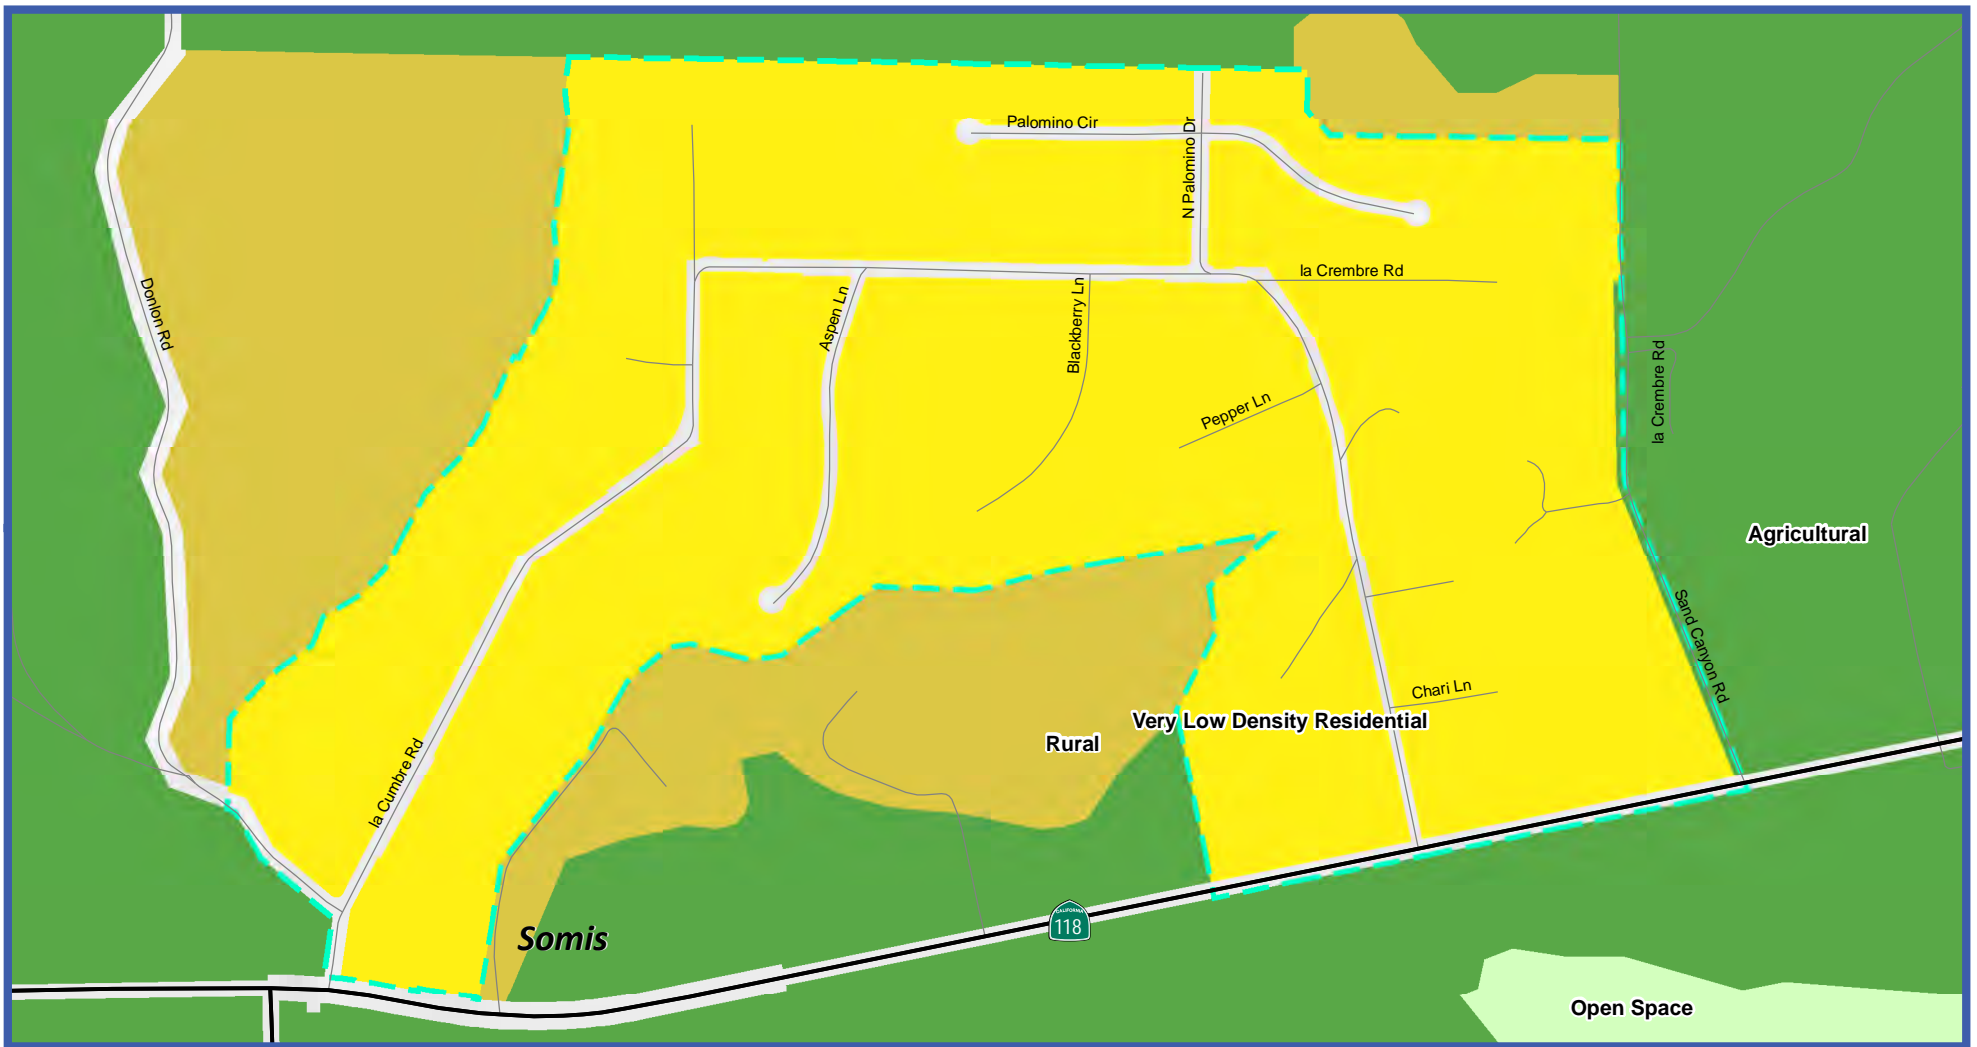 Palomino Cir
N Palomino Dr
la Crembre Rd
Donlon Rd
Aspen Ln
Blackberry Ln
la Crembre Rd
Pepper Ln
Agricultural
Sand Canyon Rd
Chari Ln
Very Low Density Residential
Rural
la Cumbre Rd
CALIFORNIA
118
Somis
Open Space